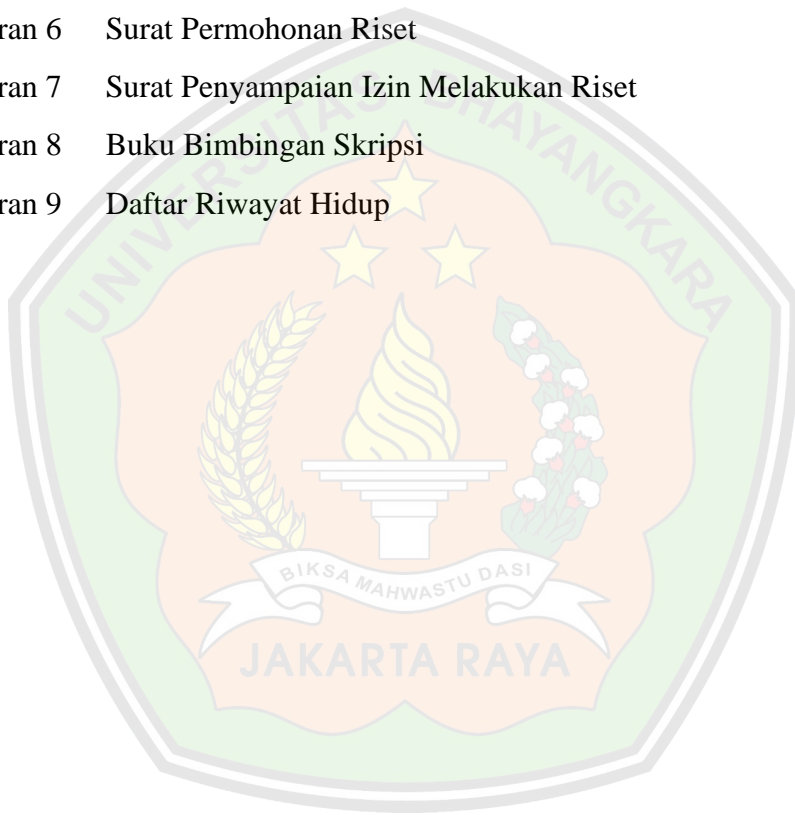 ran 6 Surat Permohonan Riset
ran 7 Surat Penyampaian Izin Melakukan Riset
ran 8 Buku Bimbingan Skripsi
ran 9 Daftar Riwayat Hidup
UNIVERSITAS BHAYANGKARA
BIKSA MAHWASTU DASI
JAKARTA RAYA